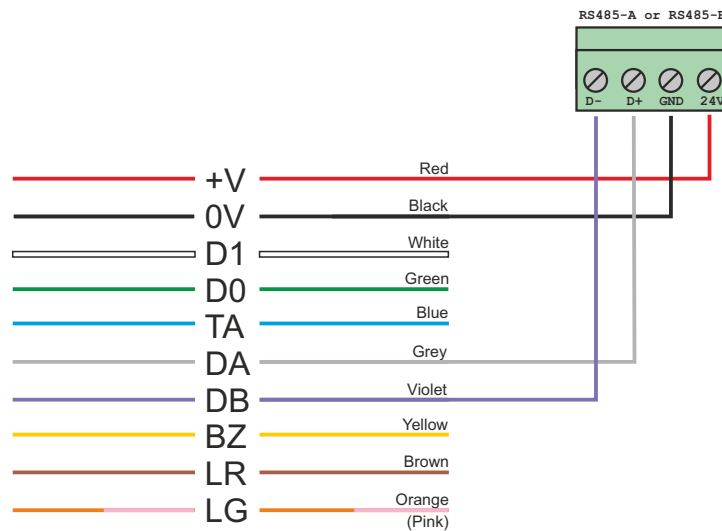 RS485-A or RS485-B
D- D+ GND 24V
+V Red
0V Black
D1 White
D0 Green
TA Blue
DA Grey
DB Violet
BZ Yellow
LR Brown
LG Orange
(Pink)